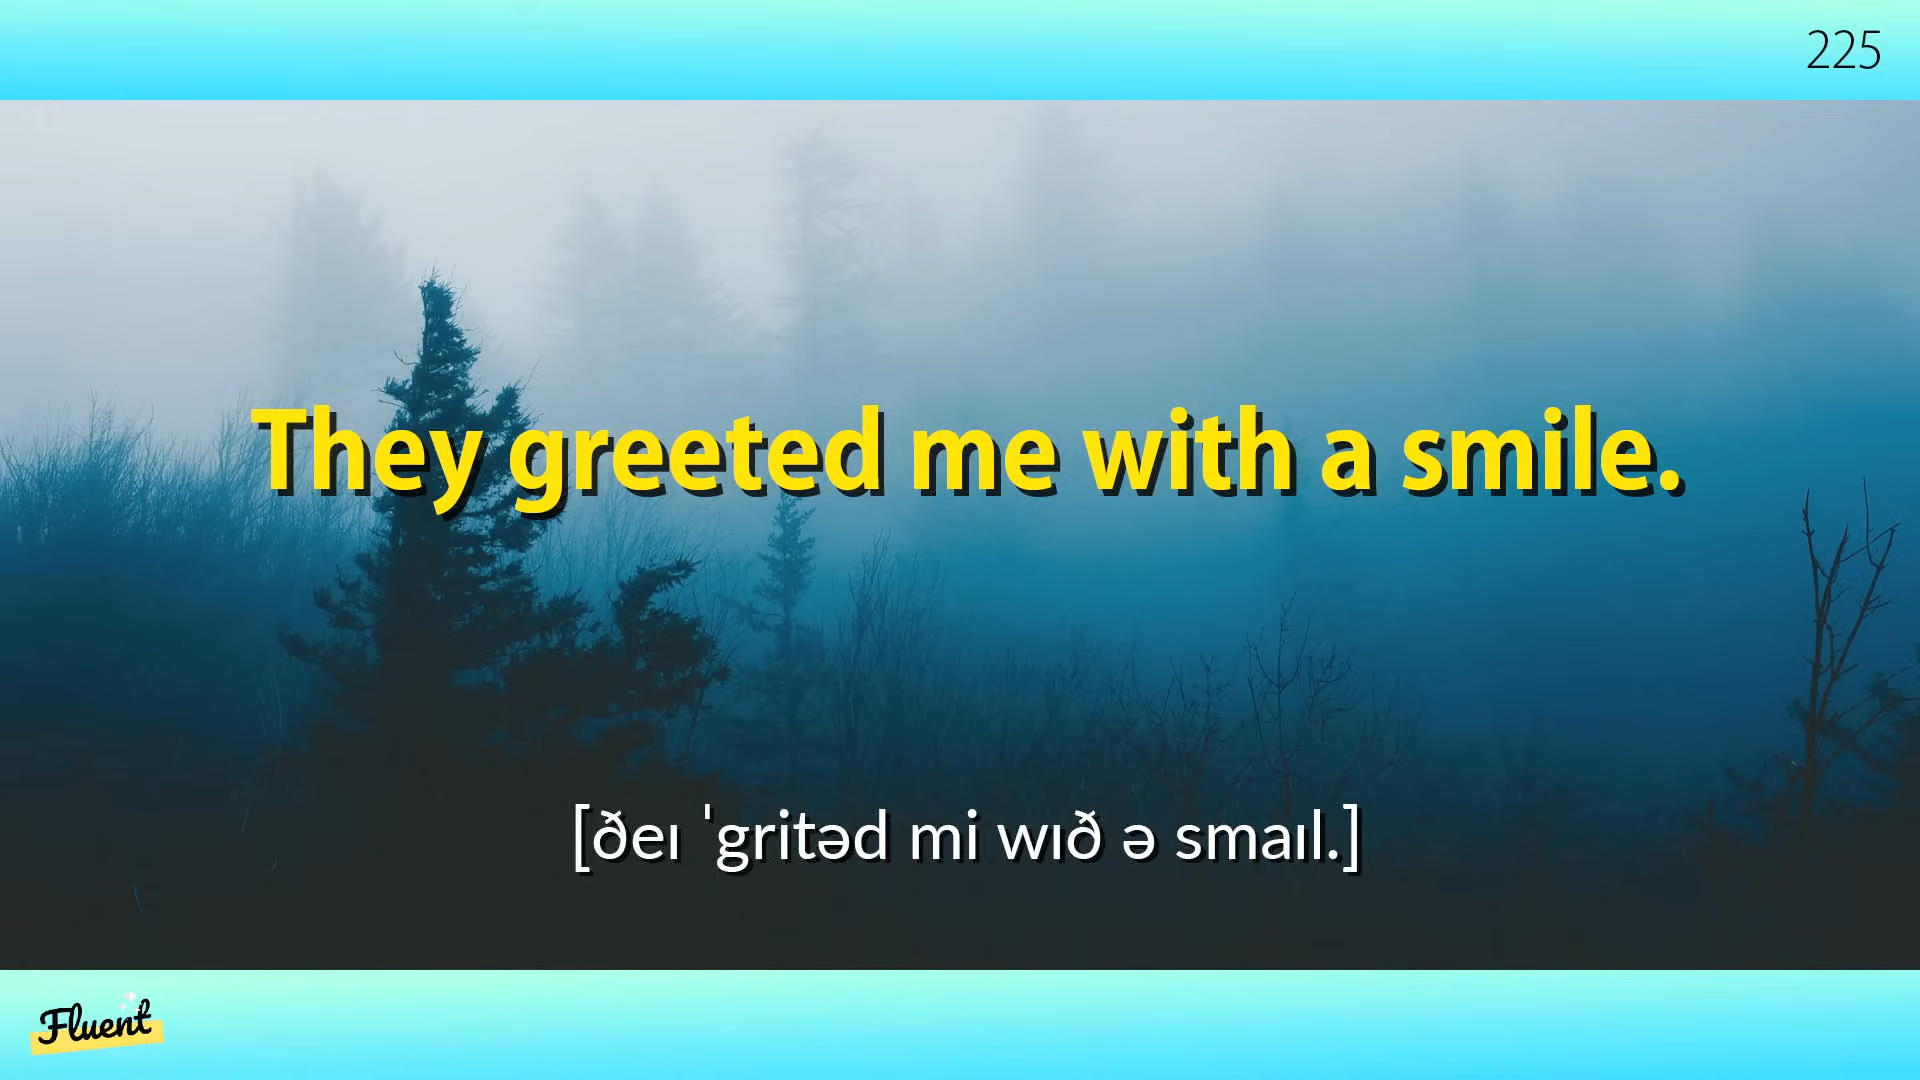 225
They greeted me with a smile.
[ðeɪ ˈgritəd mi wɪð ə smaɪl.]
Fluent